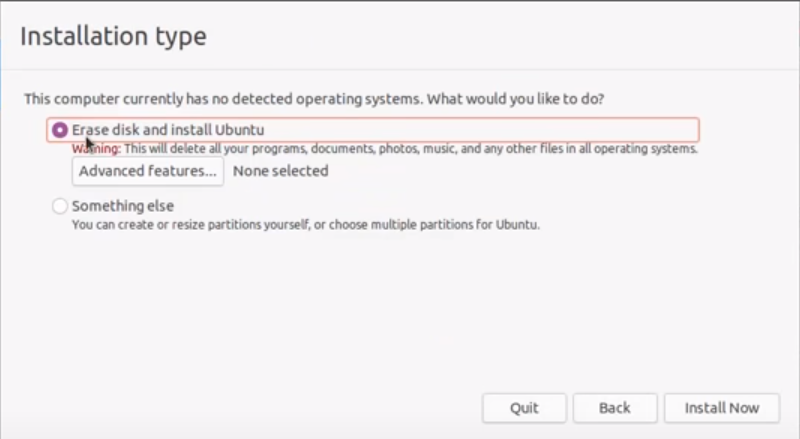 Installation type
This computer currently has no detected operating systems. What would you like to do?
Erase disk and install Ubuntu
Warning: This will delete all your programs, documents, photos, music, and any other files in all operating systems.
Advanced features... None selected
Something else
You can create or resize partitions yourself, or choose multiple partitions for Ubuntu.
Quit Back Install Now